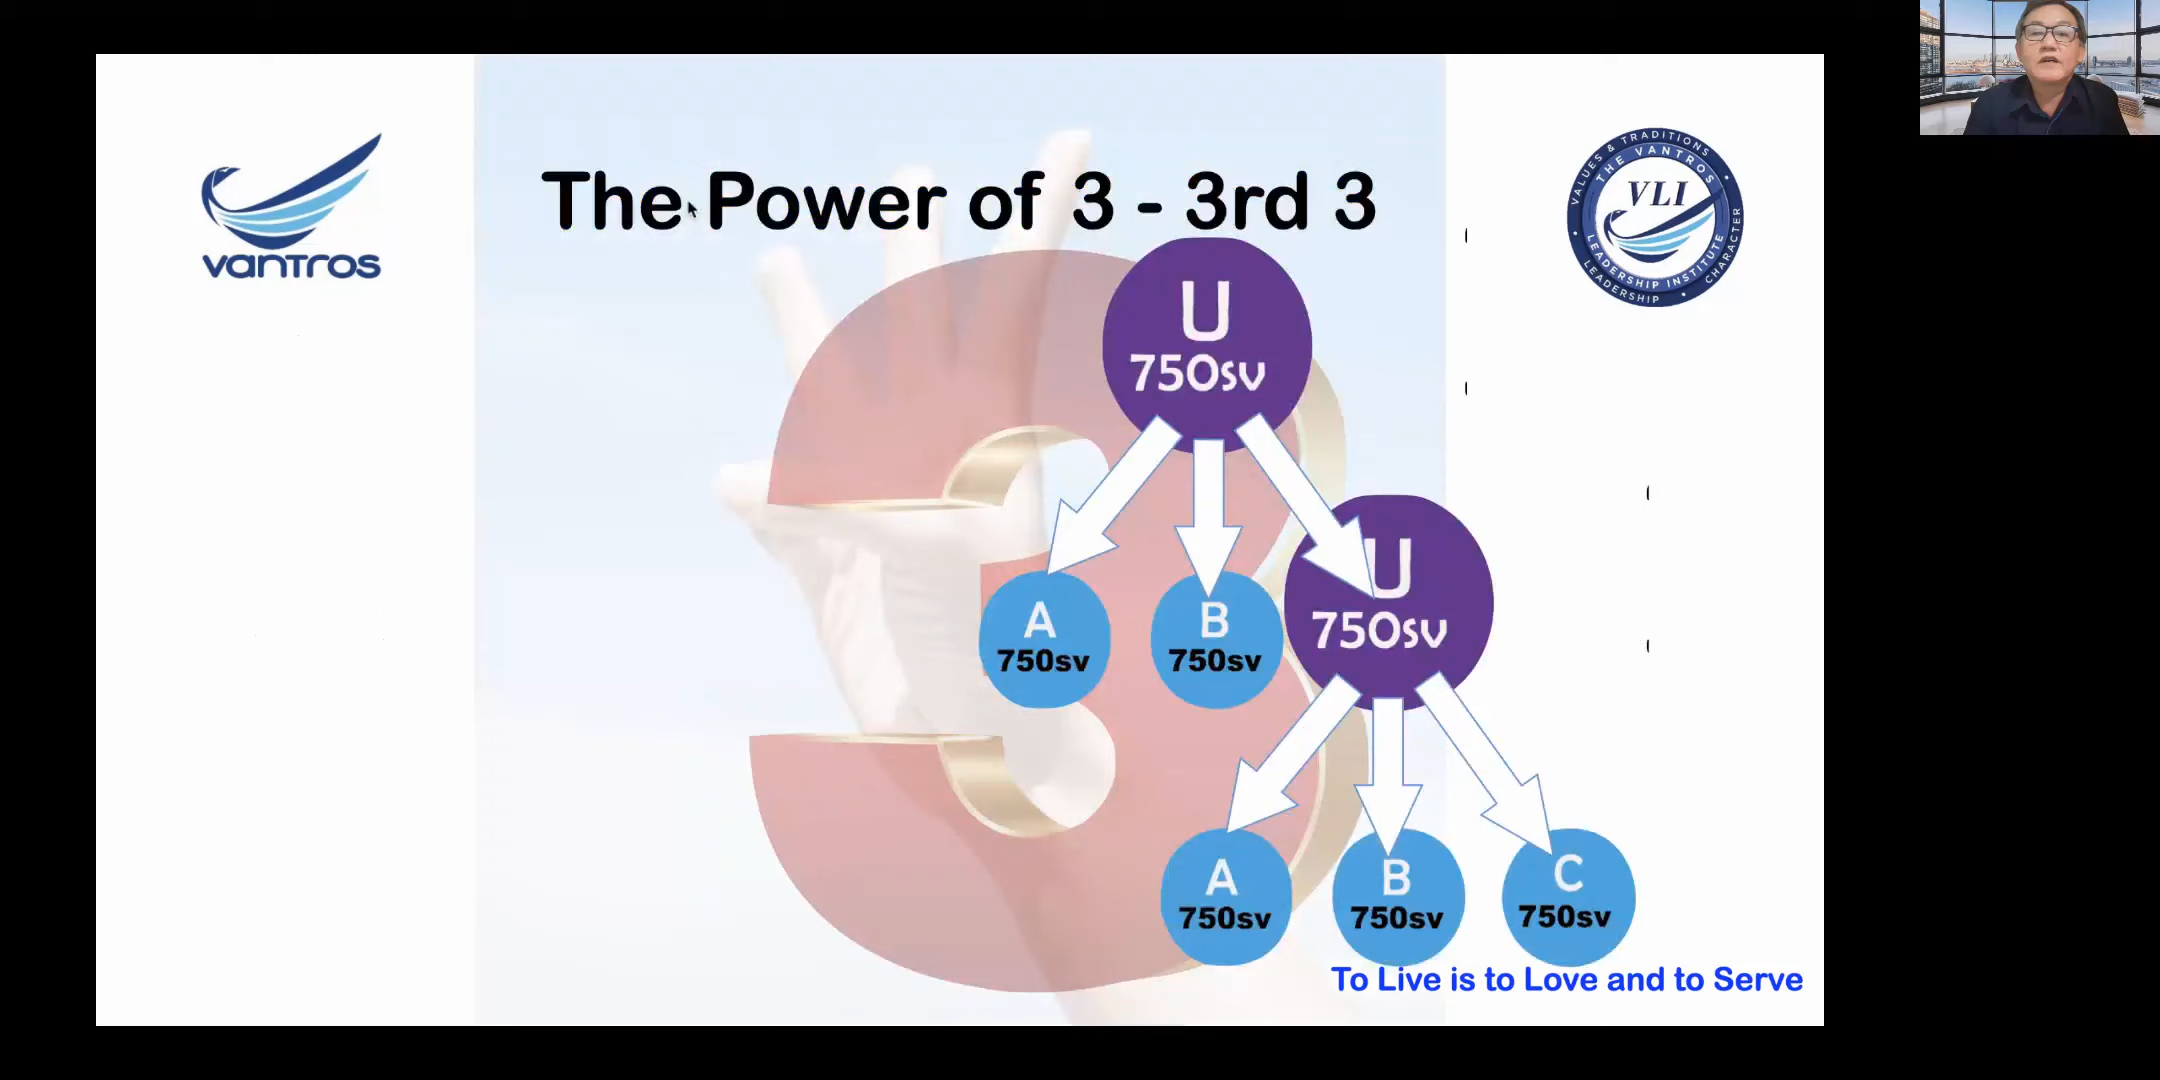 The Power of 3 - 3rd 3
vantros
VALUES & TRADITIONS
THE VANTROS
VLI
LEADERSHIP INSTITUTE
LEADERSHIP • CHARACTER
U
750sv
A
750sv
B
750sv
U
750sv
A
750sv
B
750sv
C
750sv
To Live is to Love and to Serve